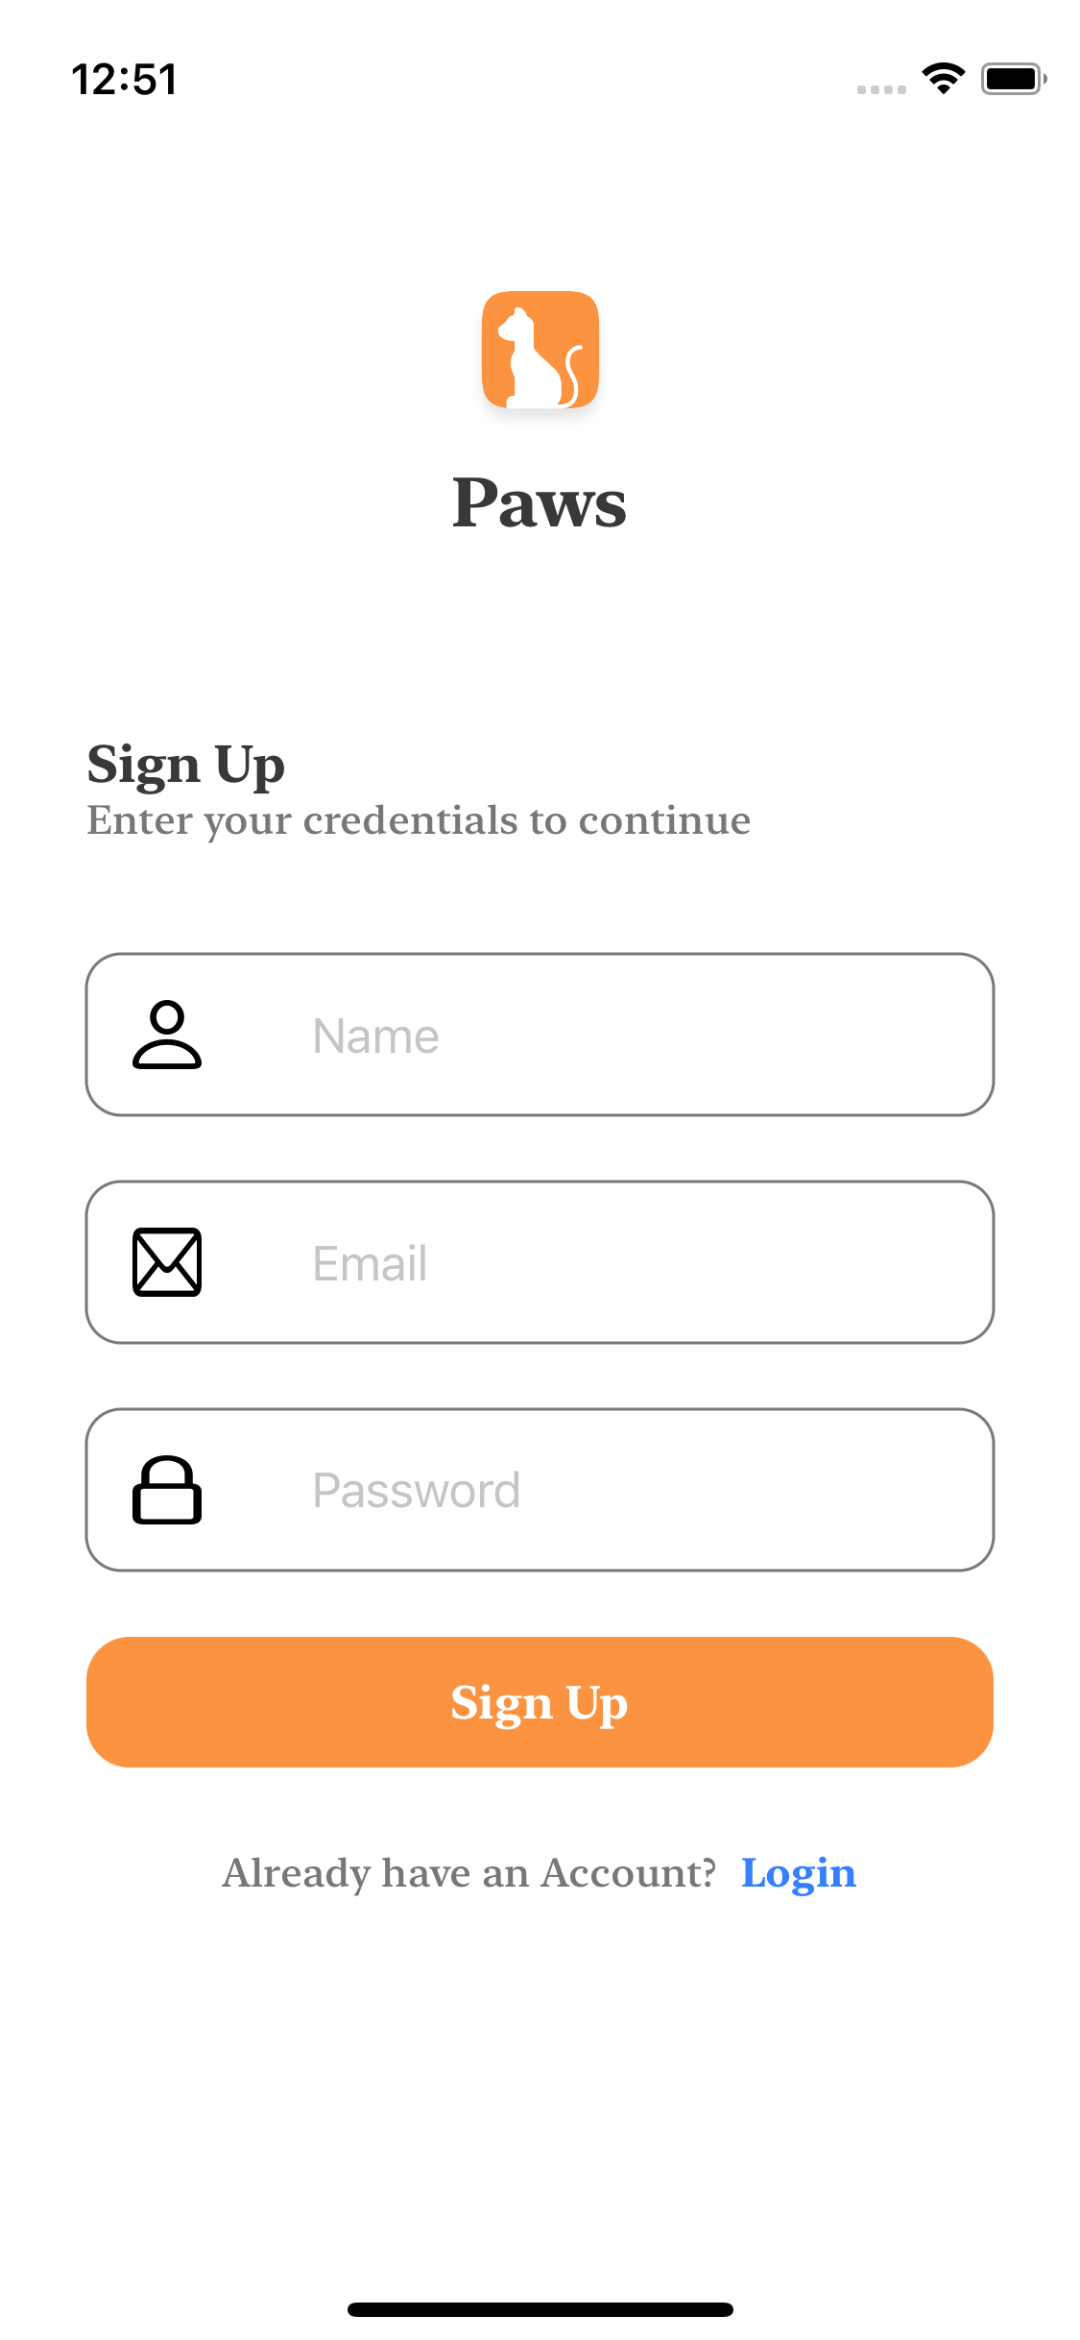 12:51
Paws
Sign Up
Enter your credentials to continue
Name
Email
Password
Sign Up
Already have an Account? Login